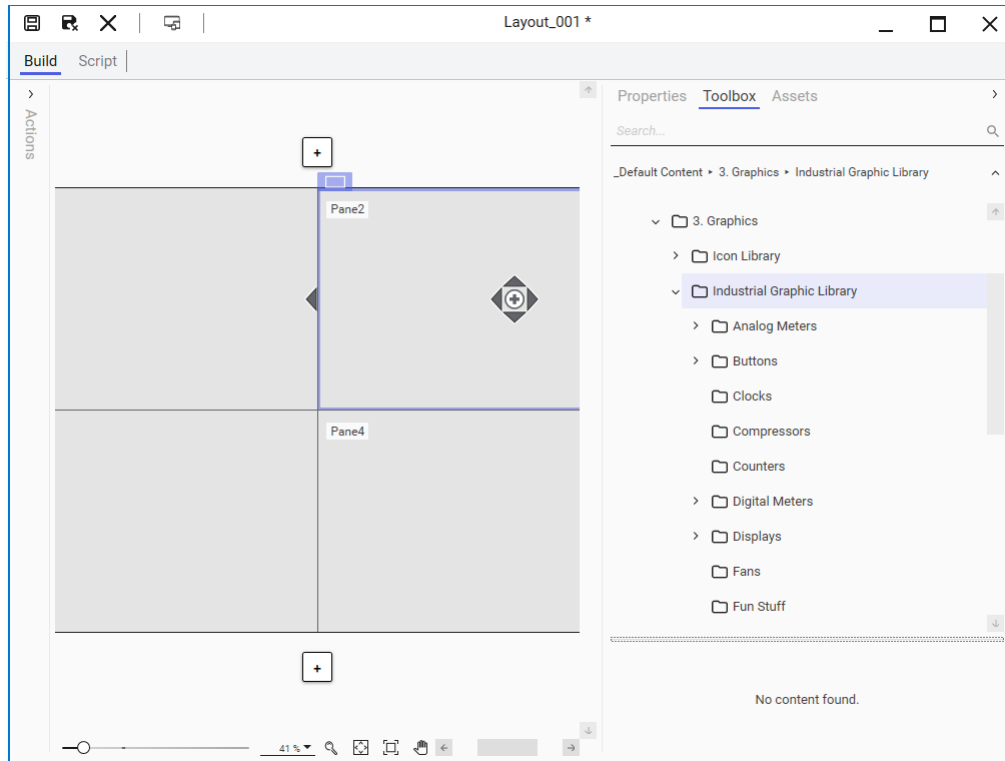 Layout_001 *
Build
Script
Actions
Pane2
Pane4
41 %
Properties
Toolbox
Assets
Search...
_Default Content ▸ 3. Graphics ▸ Industrial Graphic Library
3. Graphics
Icon Library
Industrial Graphic Library
Analog Meters
Buttons
Clocks
Compressors
Counters
Digital Meters
Displays
Fans
Fun Stuff
No content found.